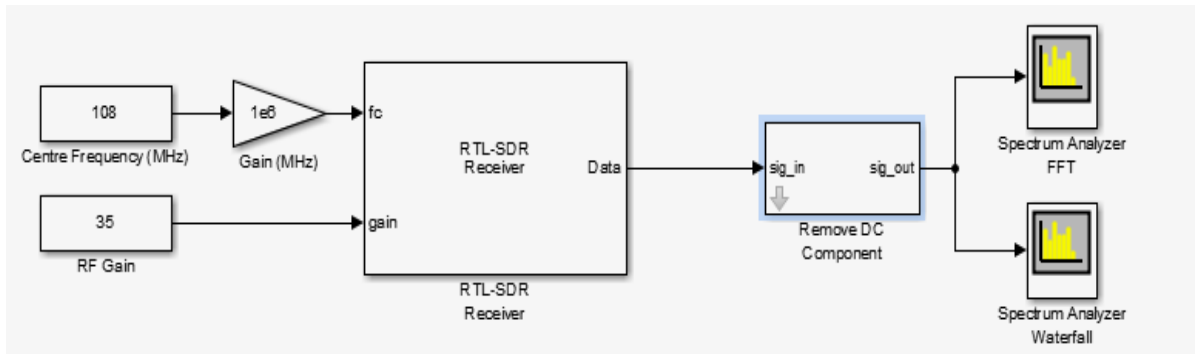 108
Centre Frequency (MHz)
1e6
Gain (MHz)
35
RF Gain
fc
gain
RTL-SDR
Receiver
Data
RTL-SDR
Receiver
sig_in
sig_out
Remove DC
Component
Spectrum Analyzer
FFT
Spectrum Analyzer
Waterfall